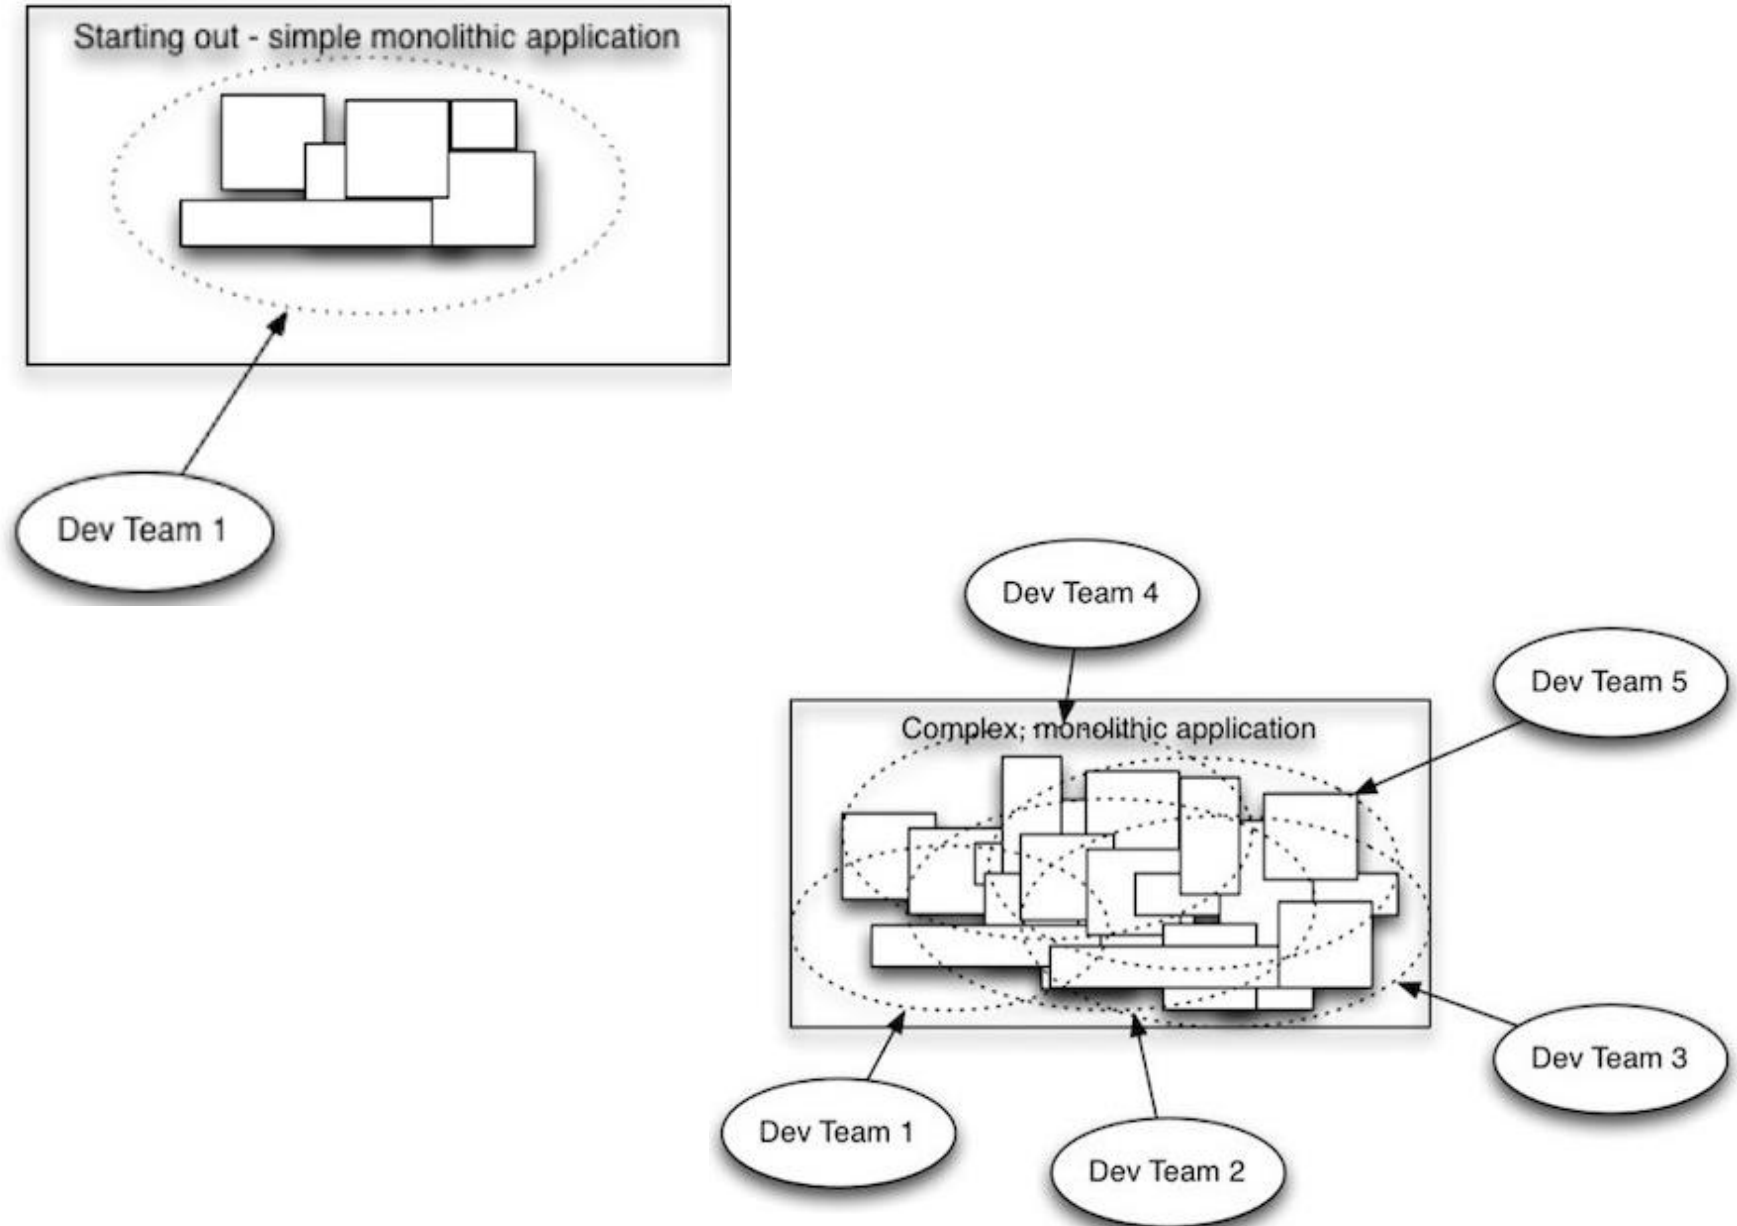 Starting out - simple monolithic application
Dev Team 1
Dev Team 4
Dev Team 5
Complex, monolithic application
Dev Team 3
Dev Team 1
Dev Team 2